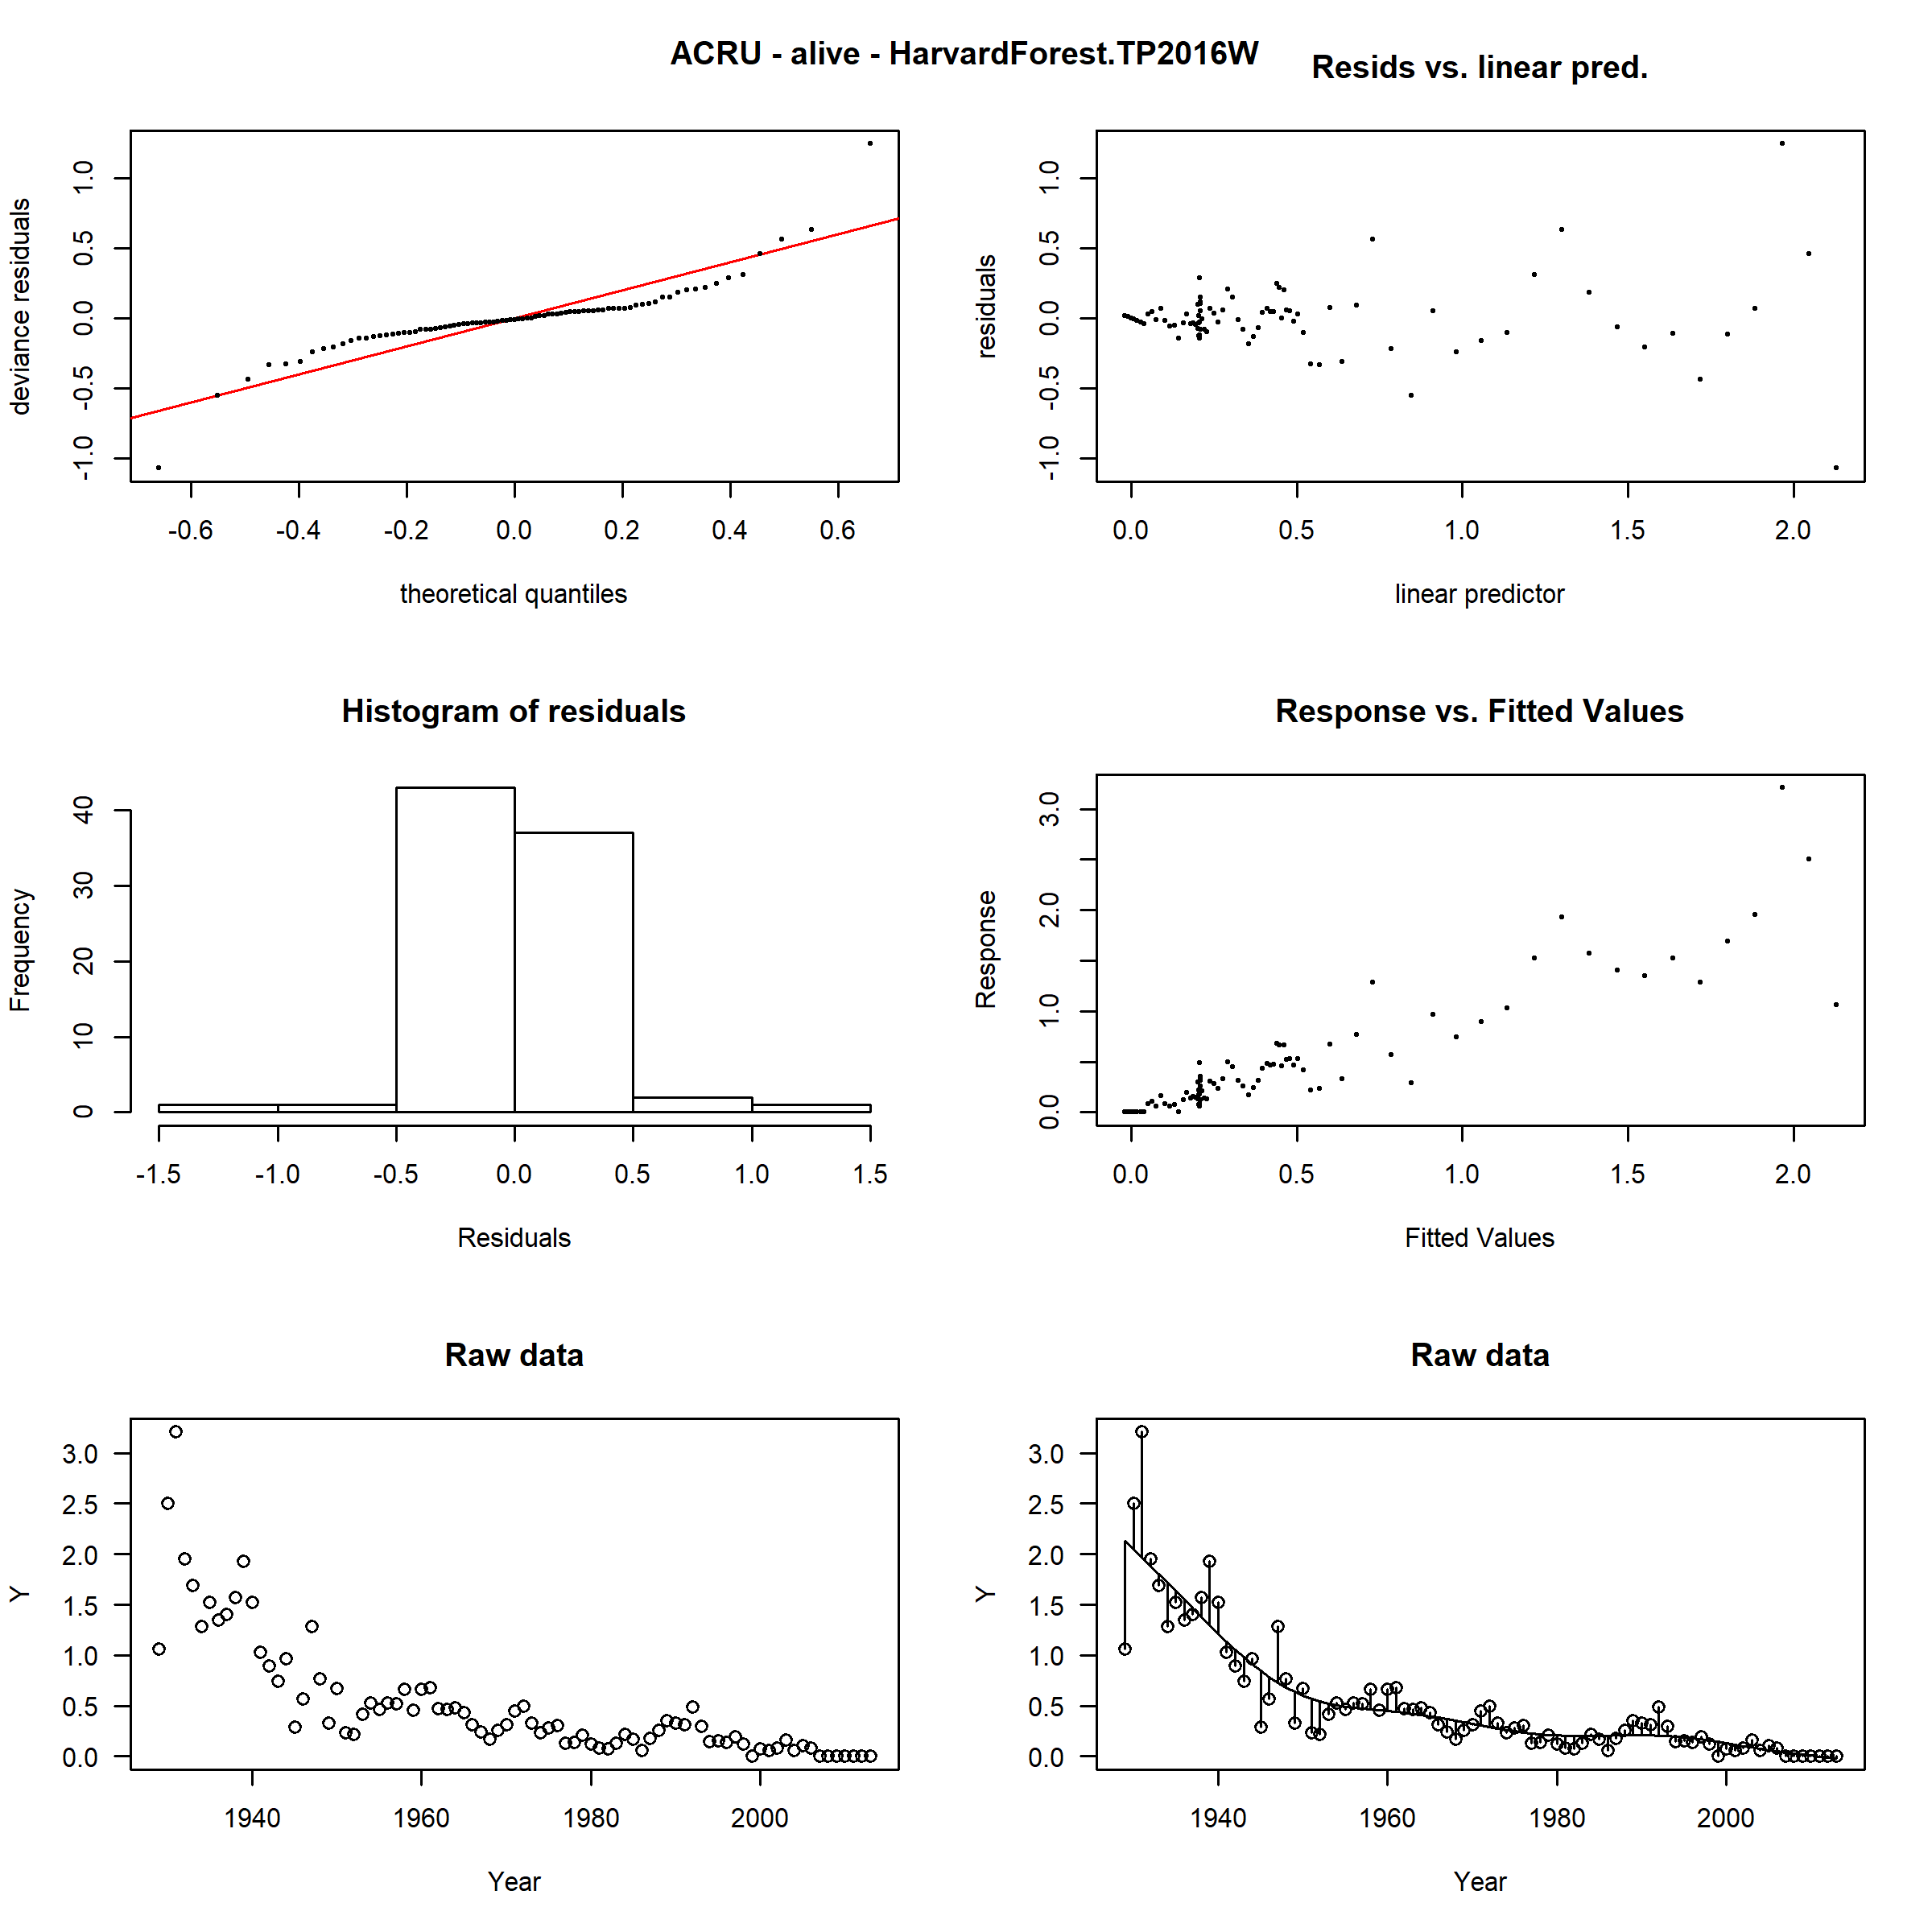 ACRU - alive - HarvardForest.TP2016W
Resids vs. linear pred.
deviance residuals
-1.0 -0.5 0.0 0.5 1.0
-0.6 -0.4 -0.2 0.0 0.2 0.4 0.6
theoretical quantiles
residuals
-1.0 -0.5 0.0 0.5 1.0
0.0 0.5 1.0 1.5 2.0
linear predictor
Histogram of residuals
Frequency
0 10 20 30 40
-1.5 -1.0 -0.5 0.0 0.5 1.0 1.5
Residuals
Response vs. Fitted Values
Response
0.0 1.0 2.0 3.0
0.0 0.5 1.0 1.5 2.0
Fitted Values
Raw data
Y
3.0
2.5
2.0
1.5
1.0
0.5
0.0
1940 1960 1980 2000
Year
Raw data
Y
3.0
2.5
2.0
1.5
1.0
0.5
0.0
1940 1960 1980 2000
Year